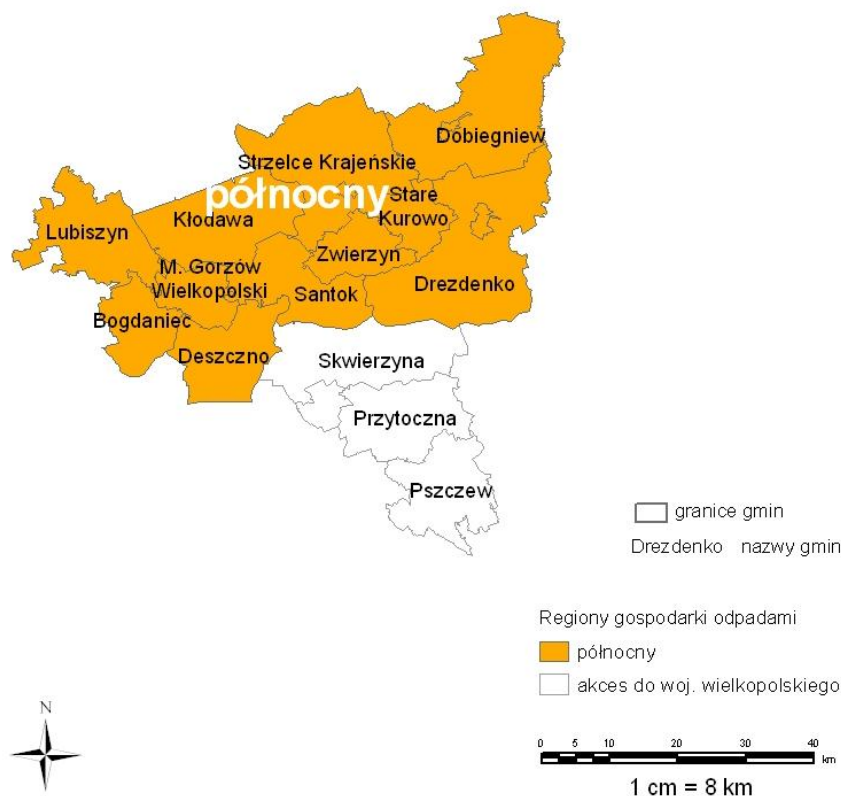 Dobiegniew
Strzelce Krajeńskie
północny
Stare
Kurowo
Kłodawa
Lubiszyn
Zwierzyn
M. Gorzów
Wielkopolski
Santok
Drezdenko
Bogdaniec
Deszczno
Skwierzyna
Przytoczna
Pszczew
granice gmin
Drezdenko nazwy gmin
Regiony gospodarki odpadami
północny
akces do woj. wielkopolskiego
N
0 5 10 20 30 40
km
1 cm = 8 km